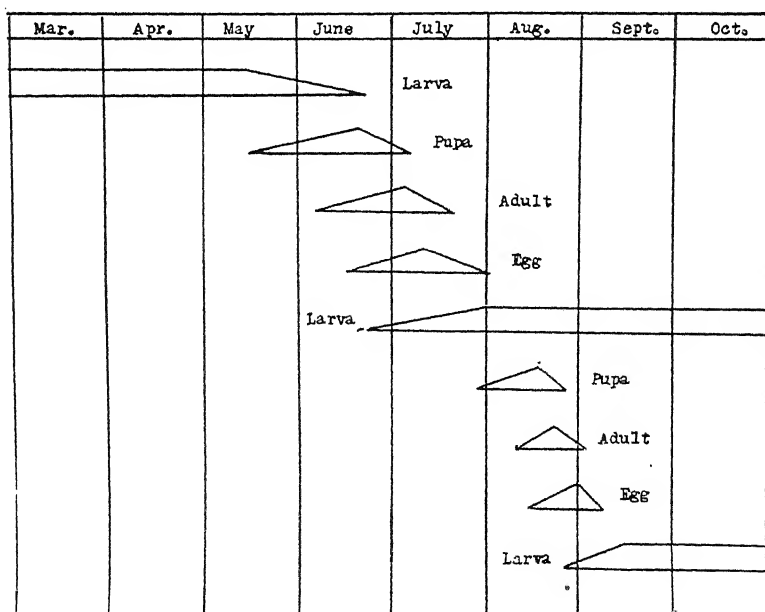 Mar. Apr. May June July Aug. Sept. Oct.
Larva
Pupa
Adult
Egg
Larva
Pupa
Adult
Egg
Larva